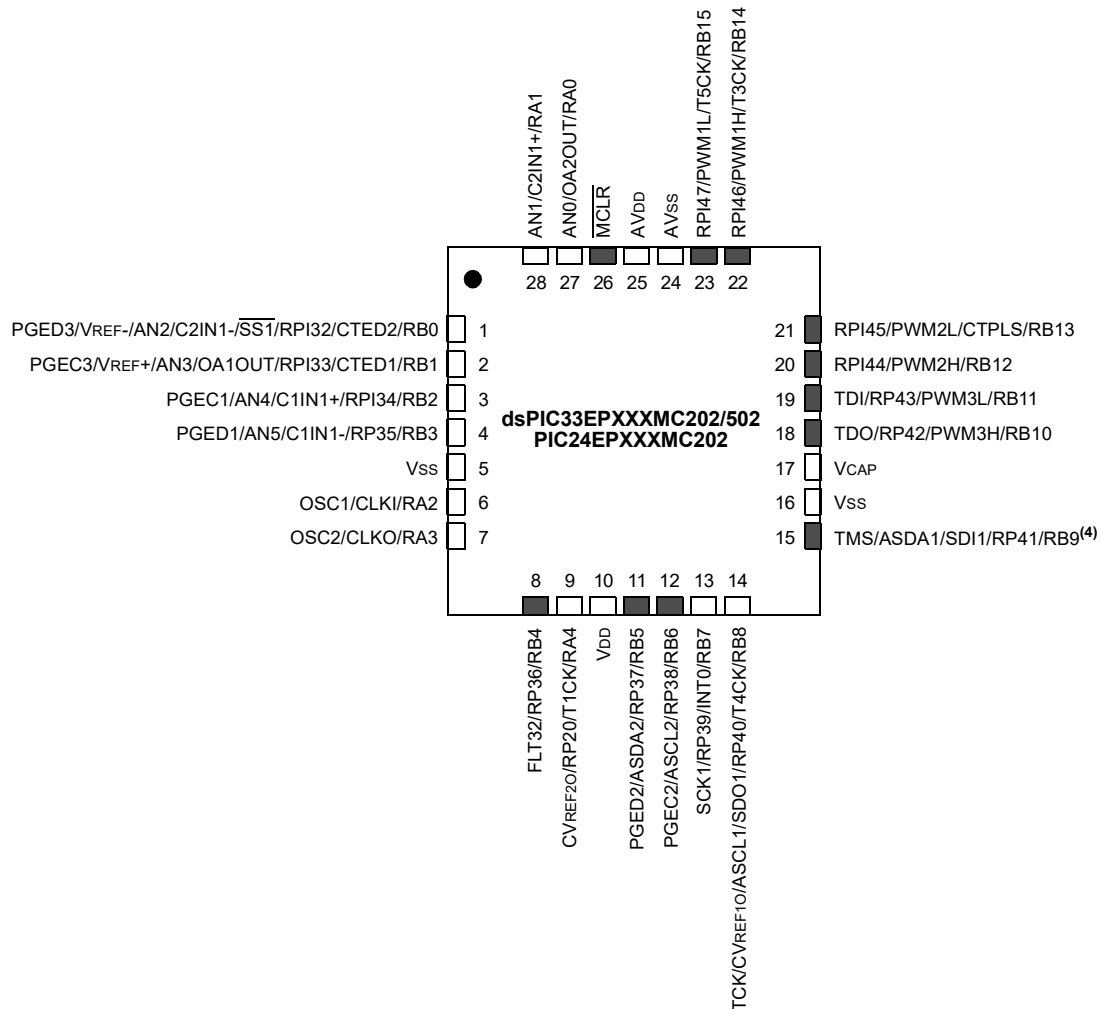 AN1/C2IN1+/RA1
AN0/OA2OUT/RA0
MCLR
AVDD
AVSS
RPI47/PWM1L/T5CK/RB15
RPI46/PWM1H/T3CK/RB14
28 27 26 25 24 23 22
PGED3/VREF-/AN2/C2IN1-/SS1/RPI32/CTED2/RB0 1
PGEC3/VREF+/AN3/OA1OUT/RPI33/CTED1/RB1 2
PGEC1/AN4/C1IN1+/RPI34/RB2 3
PGED1/AN5/C1IN1-/RP35/RB3 4
VSS 5
OSC1/CLKI/RA2 6
OSC2/CLKO/RA3 7
dsPIC33EPXXXMC202/502
PIC24EPXXXMC202
21 RPI45/PWM2L/CTPLS/RB13
20 RPI44/PWM2H/RB12
19 TDI/RP43/PWM3L/RB11
18 TDO/RP42/PWM3H/RB10
17 VCAP
16 VSS
15 TMS/ASDA1/SDI1/RP41/RB9(4)
8 9 10 11 12 13 14
FLT32/RP36/RB4
CVREF2O/RP20/T1CK/RA4
VDD
PGED2/ASDA2/RP37/RB5
PGEC2/ASCL2/RP38/RB6
SCK1/RP39/INT0/RB7
TCK/CVREF1O/ASCL1/SDO1/RP40/T4CK/RB8